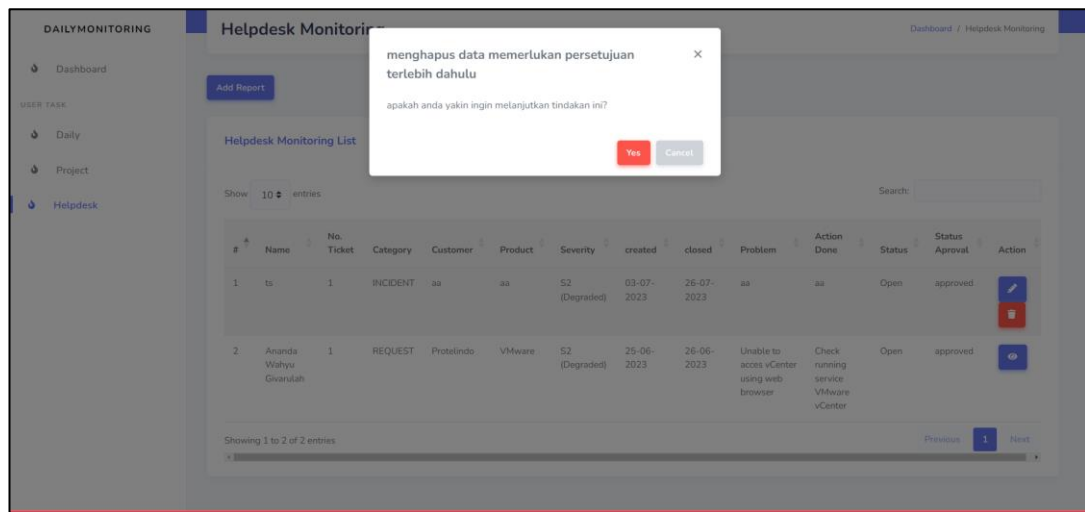 DAILYMONITORING
Dashboard
USER TASK
Daily
Project
Helpdesk
Helpdesk Monitoring
Dashboard / Helpdesk Monitoring
menghapus data memerlukan persetujuan
terlebih dahulu
×
apakah anda yakin ingin melanjutkan tindakan ini?
Yes Cancel
Add Report
Helpdesk Monitoring List
Show 10 entries
Search:
# Name No. Ticket Category Customer Product Severity created closed Problem Action Done Status Status Aproval Action
1 ts 1 INCIDENT aa aa S2 03-07- 26-07- aa aa Open approved
(Degraded) 2023 2023
2 Ananda 1 REQUEST Protelindo VMware S2 25-06- 26-06- Unable to Check Open approved
Wahyu (Degraded) 2023 2023 acces vCenter running
Givarulah using web service
browser VMware
vCenter
Showing 1 to 2 of 2 entries
Previous 1 Next